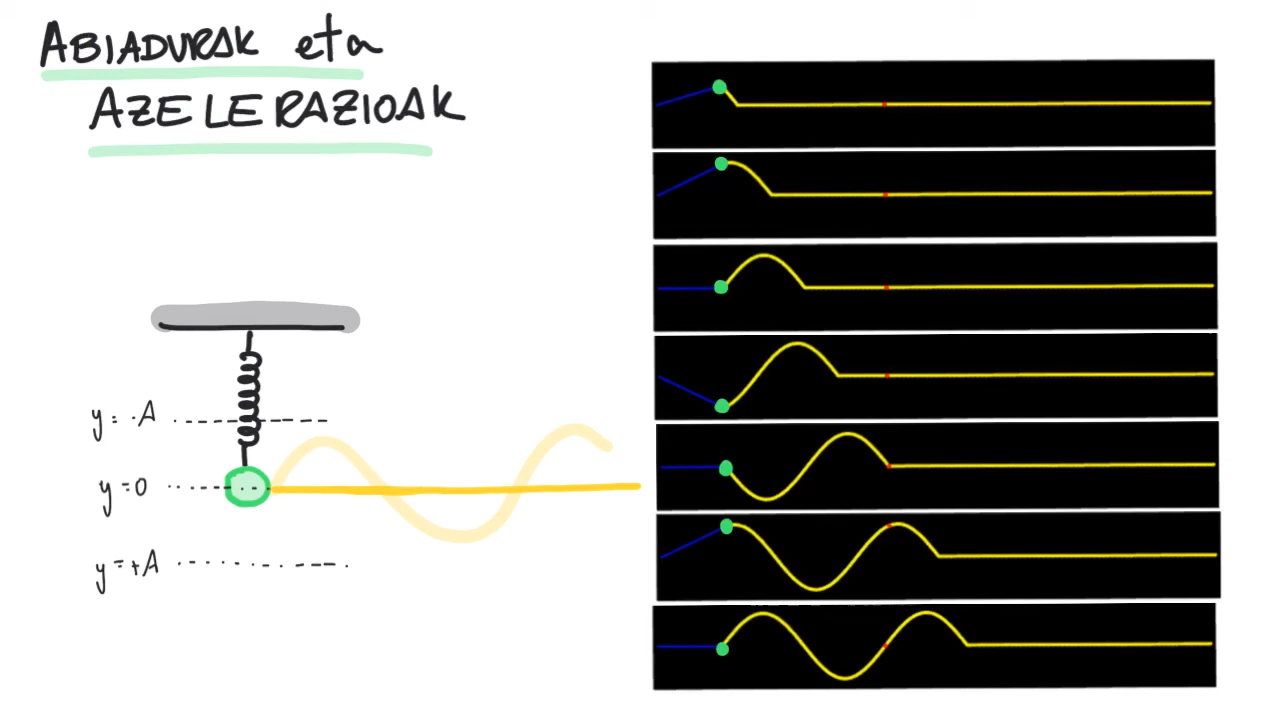 ABIADURAK eta
AZELERAZIOAK
y = -A
y = 0
y = +A